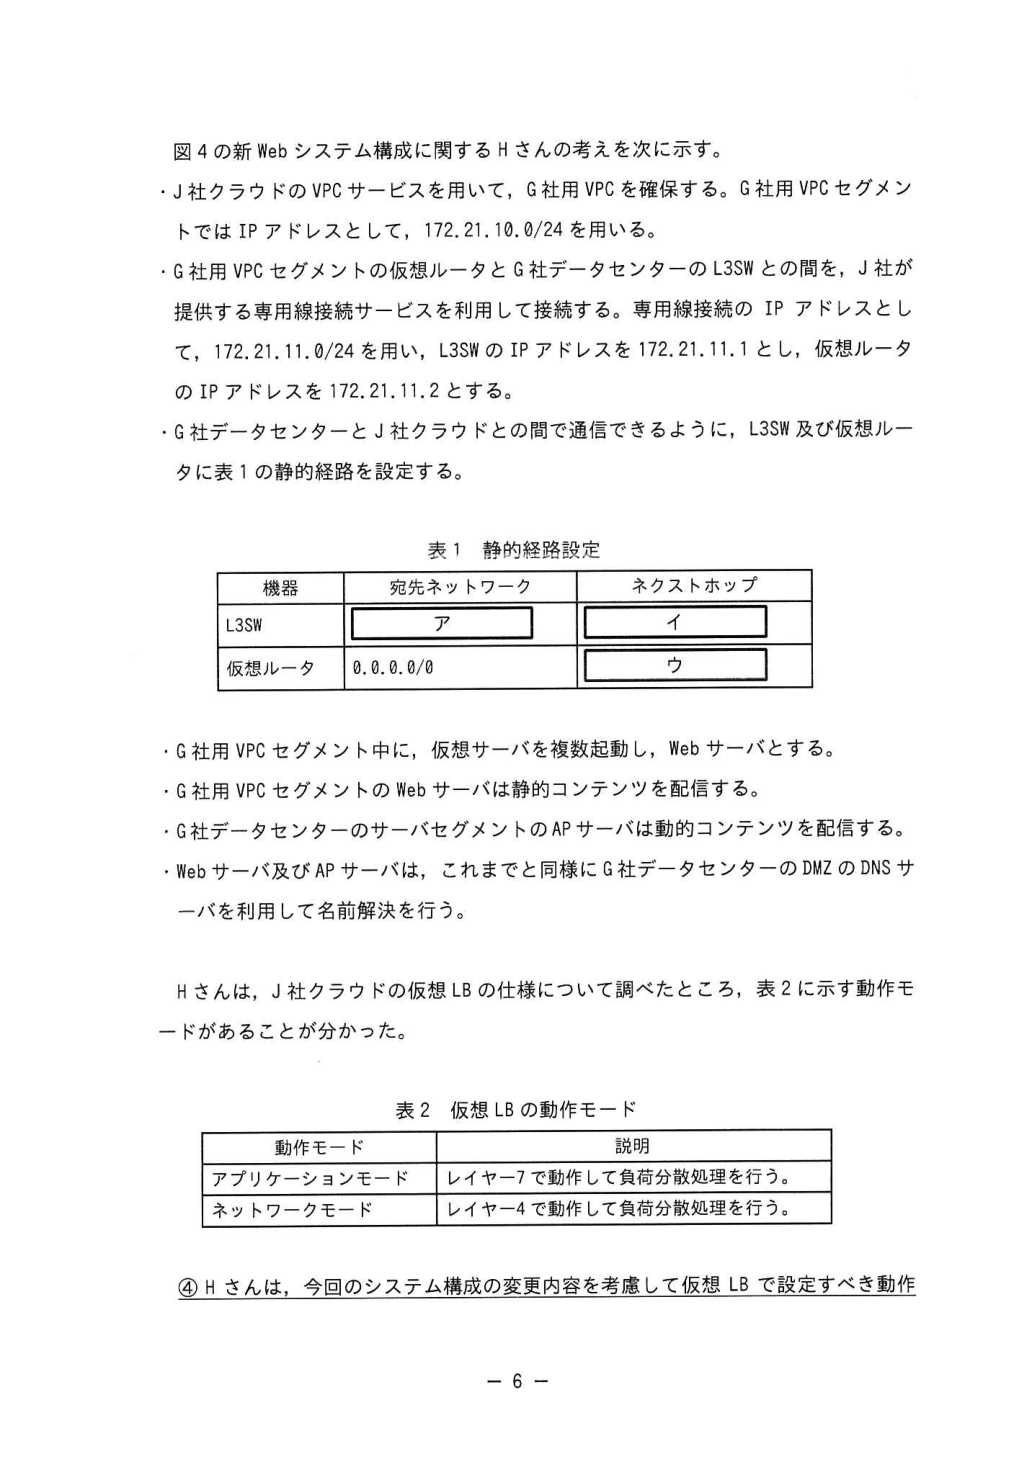 図4の新Webシステム構成に関するHさんの考えを次に示す。
・J社クラウドのVPCサービスを用いて，G社用VPCを確保する。G社用VPCセグメン
トではIPアドレスとして，172.21.10.0/24を用いる。
・G社用VPCセグメントの仮想ルータとG社データセンターのL3SWとの間を，J社が
提供する専用線接続サービスを利用して接続する。専用線接続の IP アドレスとし
て，172.21.11.0/24を用い，L3SWのIPアドレスを172.21.11.1とし，仮想ルータ
のIPアドレスを172.21.11.2とする。
・G社データセンターとJ社クラウドとの間で通信できるように，L3SW及び仮想ルー
タに表1の静的経路を設定する。
表1　静的経路設定
機器 宛先ネットワーク ネクストホップ
L3SW ア イ
仮想ルータ 0.0.0.0/0 ウ
・G社用VPCセグメント中に，仮想サーバを複数起動し，Webサーバとする。
・G社用VPCセグメントのWebサーバは静的コンテンツを配信する。
・G社データセンターのサーバセグメントのAPサーバは動的コンテンツを配信する。
・Webサーバ及びAPサーバは，これまでと同様にG社データセンターのDMZのDNSサ
ーバを利用して名前解決を行う。
Hさんは，J社クラウドの仮想LBの仕様について調べたところ，表2に示す動作モ
ードがあることが分かった。
表2　仮想LBの動作モード
動作モード 説明
アプリケーションモード レイヤー7で動作して負荷分散処理を行う。
ネットワークモード レイヤー4で動作して負荷分散処理を行う。
④Hさんは，今回のシステム構成の変更内容を考慮して仮想LBで設定すべき動作
－ 6 －